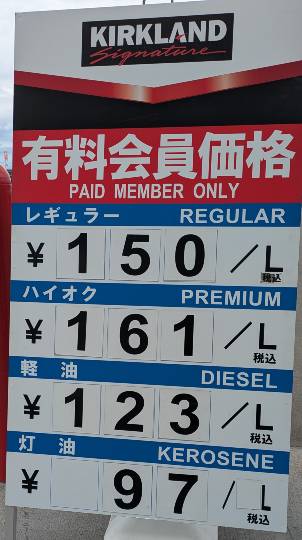 KIRKLAND
Signature
有料会員価格
PAID MEMBER ONLY
レギュラー REGULAR
¥150/L
税込
ハイオク PREMIUM
¥161/L
税込
軽 油 DIESEL
¥123/L
税込
灯 油 KEROSENE
¥97/L
税込